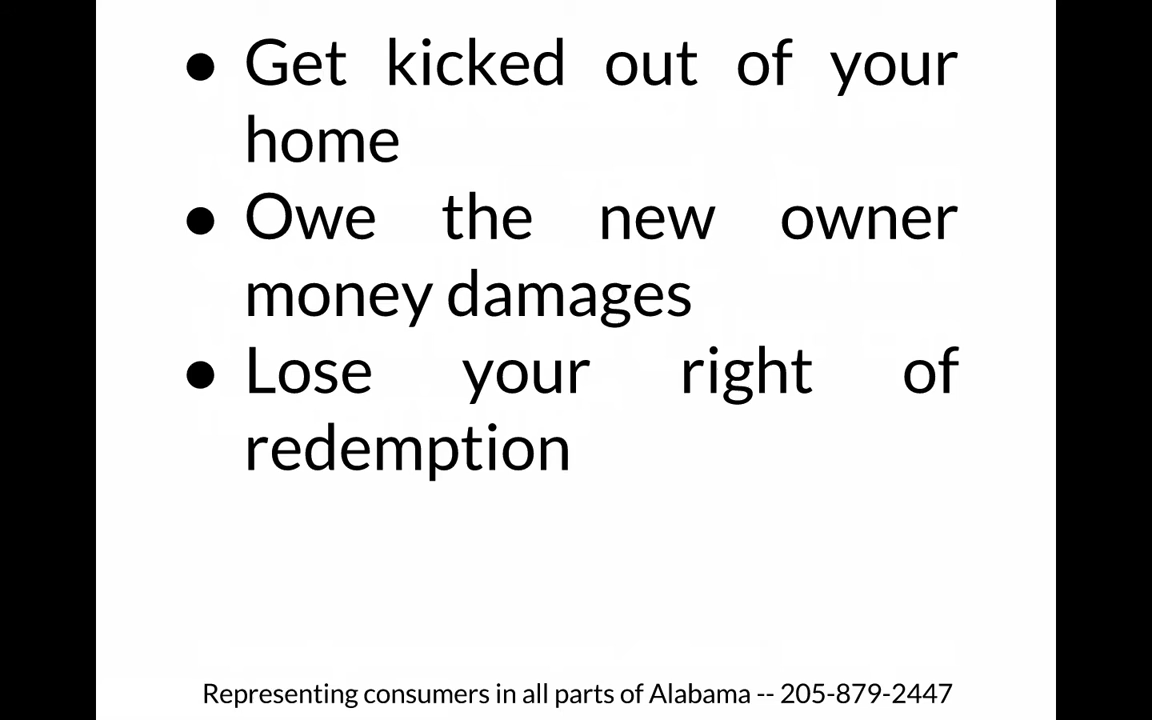 ● Get kicked out of your
home
● Owe the new owner
money damages
● Lose your right of
redemption
Representing consumers in all parts of Alabama -- 205-879-2447